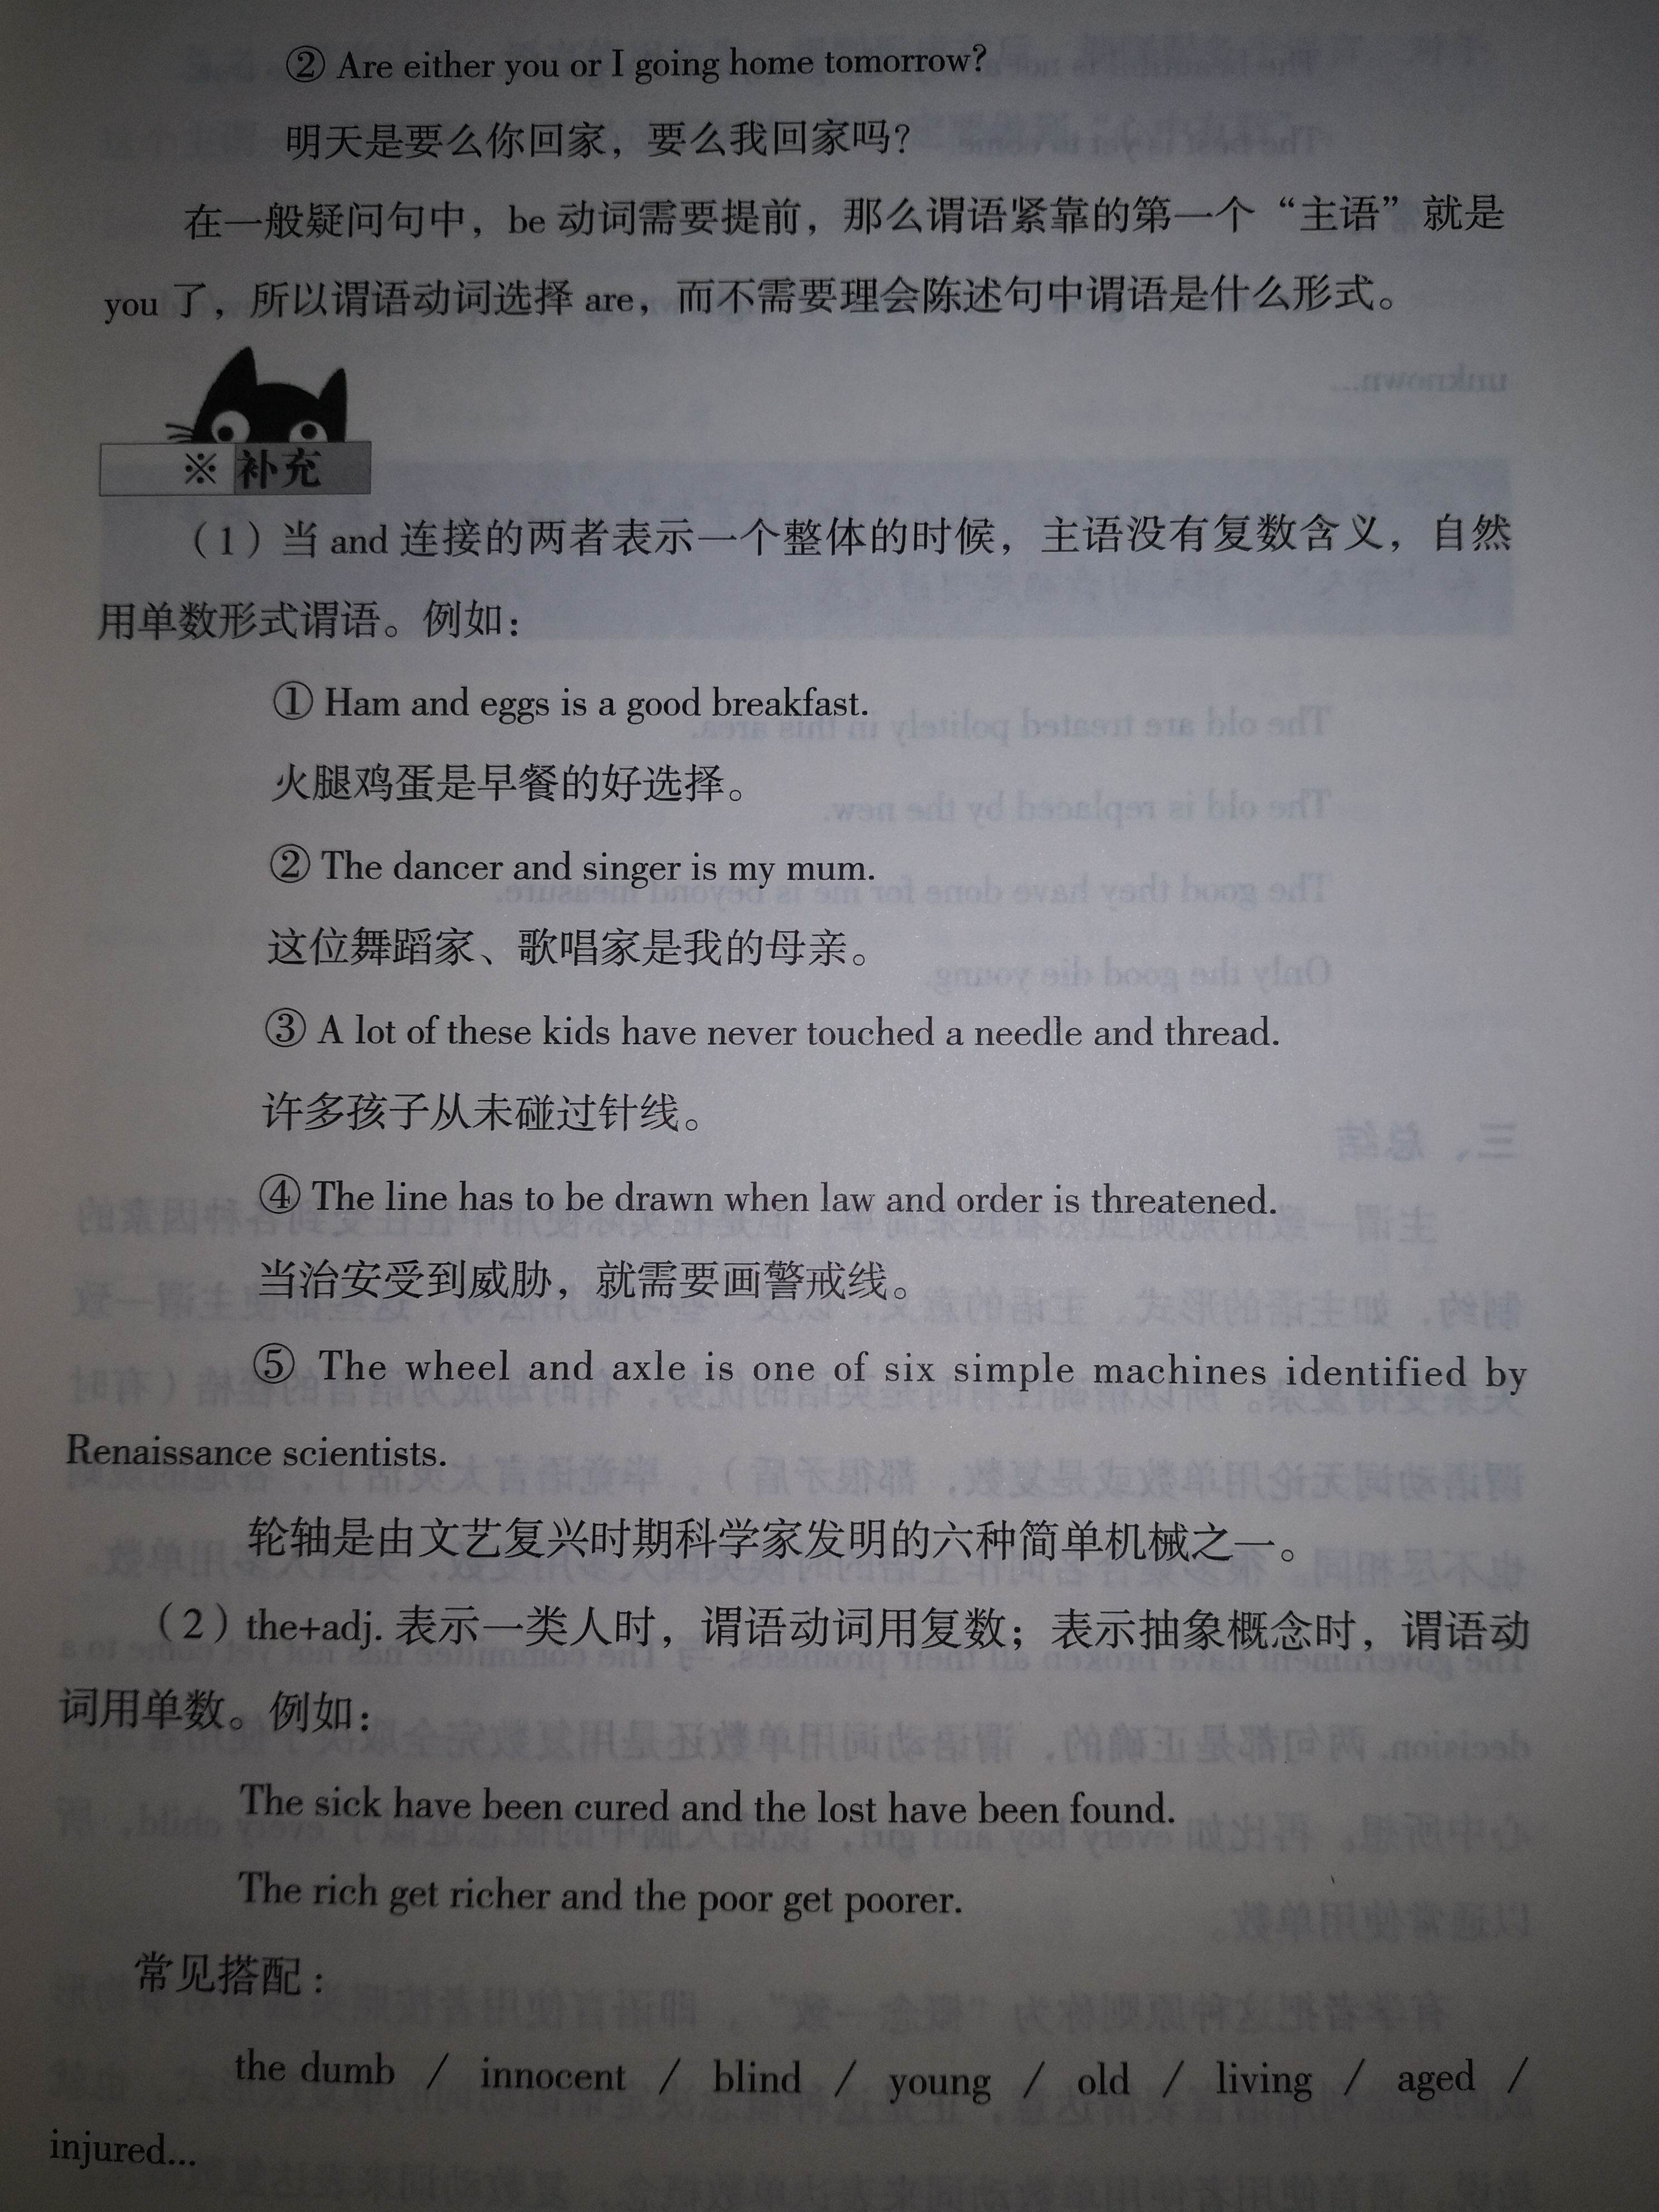 ② Are either you or I going home tomorrow?
明天是要么你回家，要么我回家吗？
在一般疑问句中，be 动词需要提前，那么谓语紧靠的第一个“主语”就是
you 了，所以谓语动词选择 are，而不需要理会陈述句中谓语是什么形式。
※ 补充
（1）当 and 连接的两者表示一个整体的时候，主语没有复数含义，自然
用单数形式谓语。例如：
① Ham and eggs is a good breakfast.
火腿鸡蛋是早餐的好选择。
② The dancer and singer is my mum.
这位舞蹈家、歌唱家是我的母亲。
③ A lot of these kids have never touched a needle and thread.
许多孩子从未碰过针线。
④ The line has to be drawn when law and order is threatened.
当治安受到威胁，就需要画警戒线。
⑤ The wheel and axle is one of six simple machines identified by
Renaissance scientists.
轮轴是由文艺复兴时期科学家发明的六种简单机械之一。
（2）the+adj. 表示一类人时，谓语动词用复数；表示抽象概念时，谓语动
词用单数。例如：
The sick have been cured and the lost have been found.
The rich get richer and the poor get poorer.
常见搭配：
the dumb / innocent / blind / young / old / living / aged /
injured...